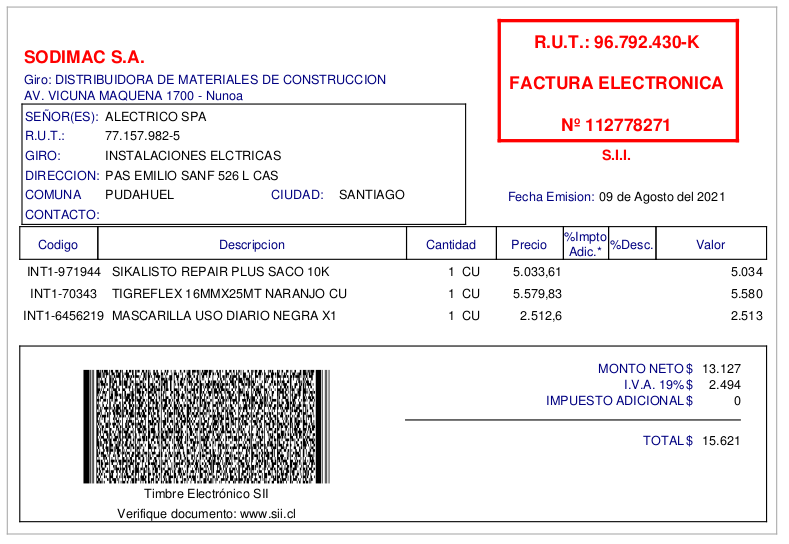 SODIMAC S.A.
Giro: DISTRIBUIDORA DE MATERIALES DE CONSTRUCCION
AV. VICUNA MAQUENA 1700 - Nunoa
R.U.T.: 96.792.430-K
FACTURA ELECTRONICA
Nº 112778271
S.I.I.
SEÑOR(ES): ALECTRICO SPA
R.U.T.: 77.157.982-5
GIRO: INSTALACIONES ELCTRICAS
DIRECCION: PAS EMILIO SANF 526 L CAS
COMUNA PUDAHUEL CIUDAD: SANTIAGO
CONTACTO:
Fecha Emision: 09 de Agosto del 2021
Codigo Descripcion Cantidad Precio %Impto Adic.* %Desc. Valor
INT1-971944 SIKALISTO REPAIR PLUS SACO 10K 1 CU 5.033,61 5.034
INT1-70343 TIGREFLEX 16MMX25MT NARANJO CU 1 CU 5.579,83 5.580
INT1-6456219 MASCARILLA USO DIARIO NEGRA X1 1 CU 2.512,6 2.513
MONTO NETO $ 13.127
I.V.A. 19% $ 2.494
IMPUESTO ADICIONAL $ 0
TOTAL $ 15.621
Timbre Electrónico SII
Verifique documento: www.sii.cl